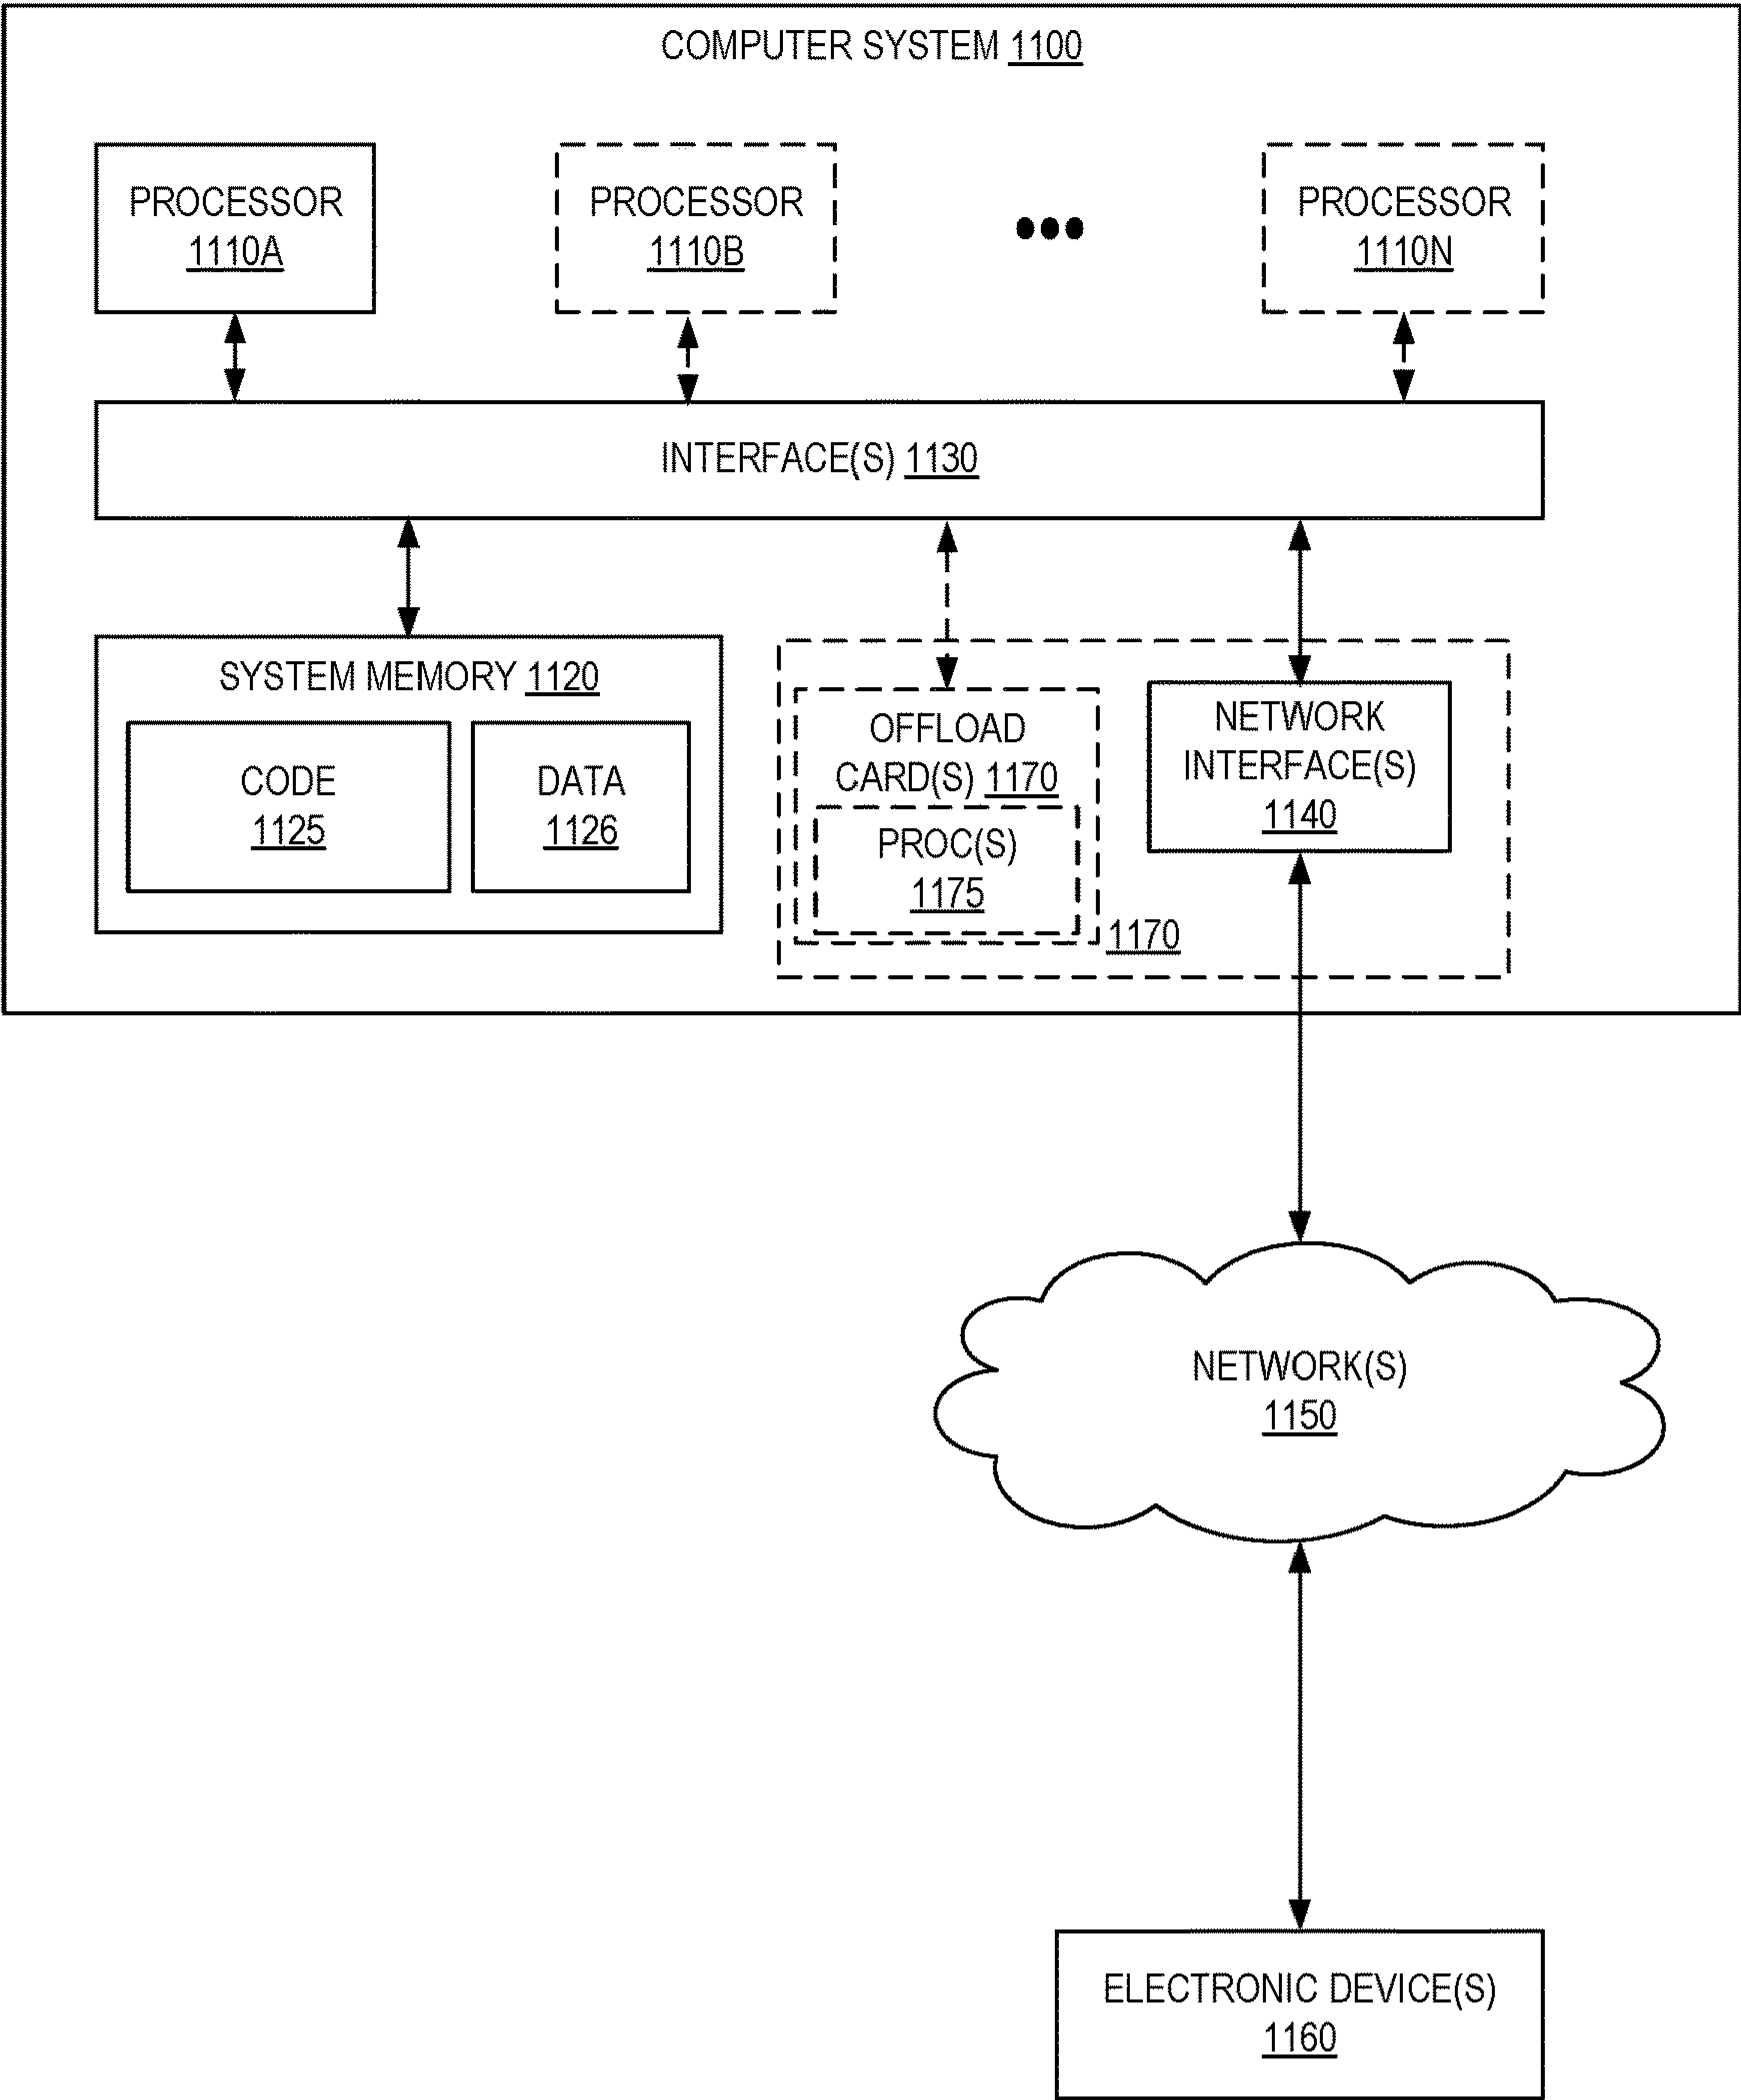 COMPUTER SYSTEM 1100
PROCESSOR
1110A
PROCESSOR
1110B
PROCESSOR
1110N
INTERFACE(S) 1130
SYSTEM MEMORY 1120
CODE
1125
DATA
1126
OFFLOAD
CARD(S) 1170
PROC(S)
1175
1170
NETWORK
INTERFACE(S)
1140
NETWORK(S)
1150
ELECTRONIC DEVICE(S)
1160